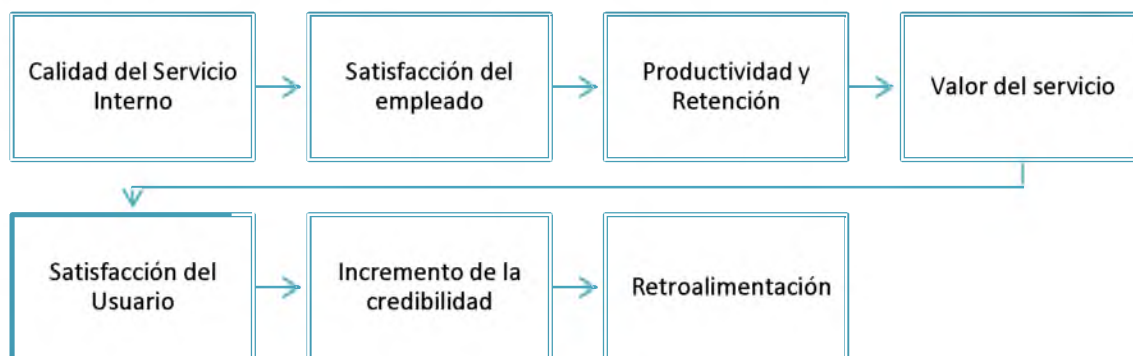 Calidad del Servicio
Interno
Satisfacción del
empleado
Productividad y
Retención
Valor del servicio
Satisfacción del
Usuario
Incremento de la
credibilidad
Retroalimentación